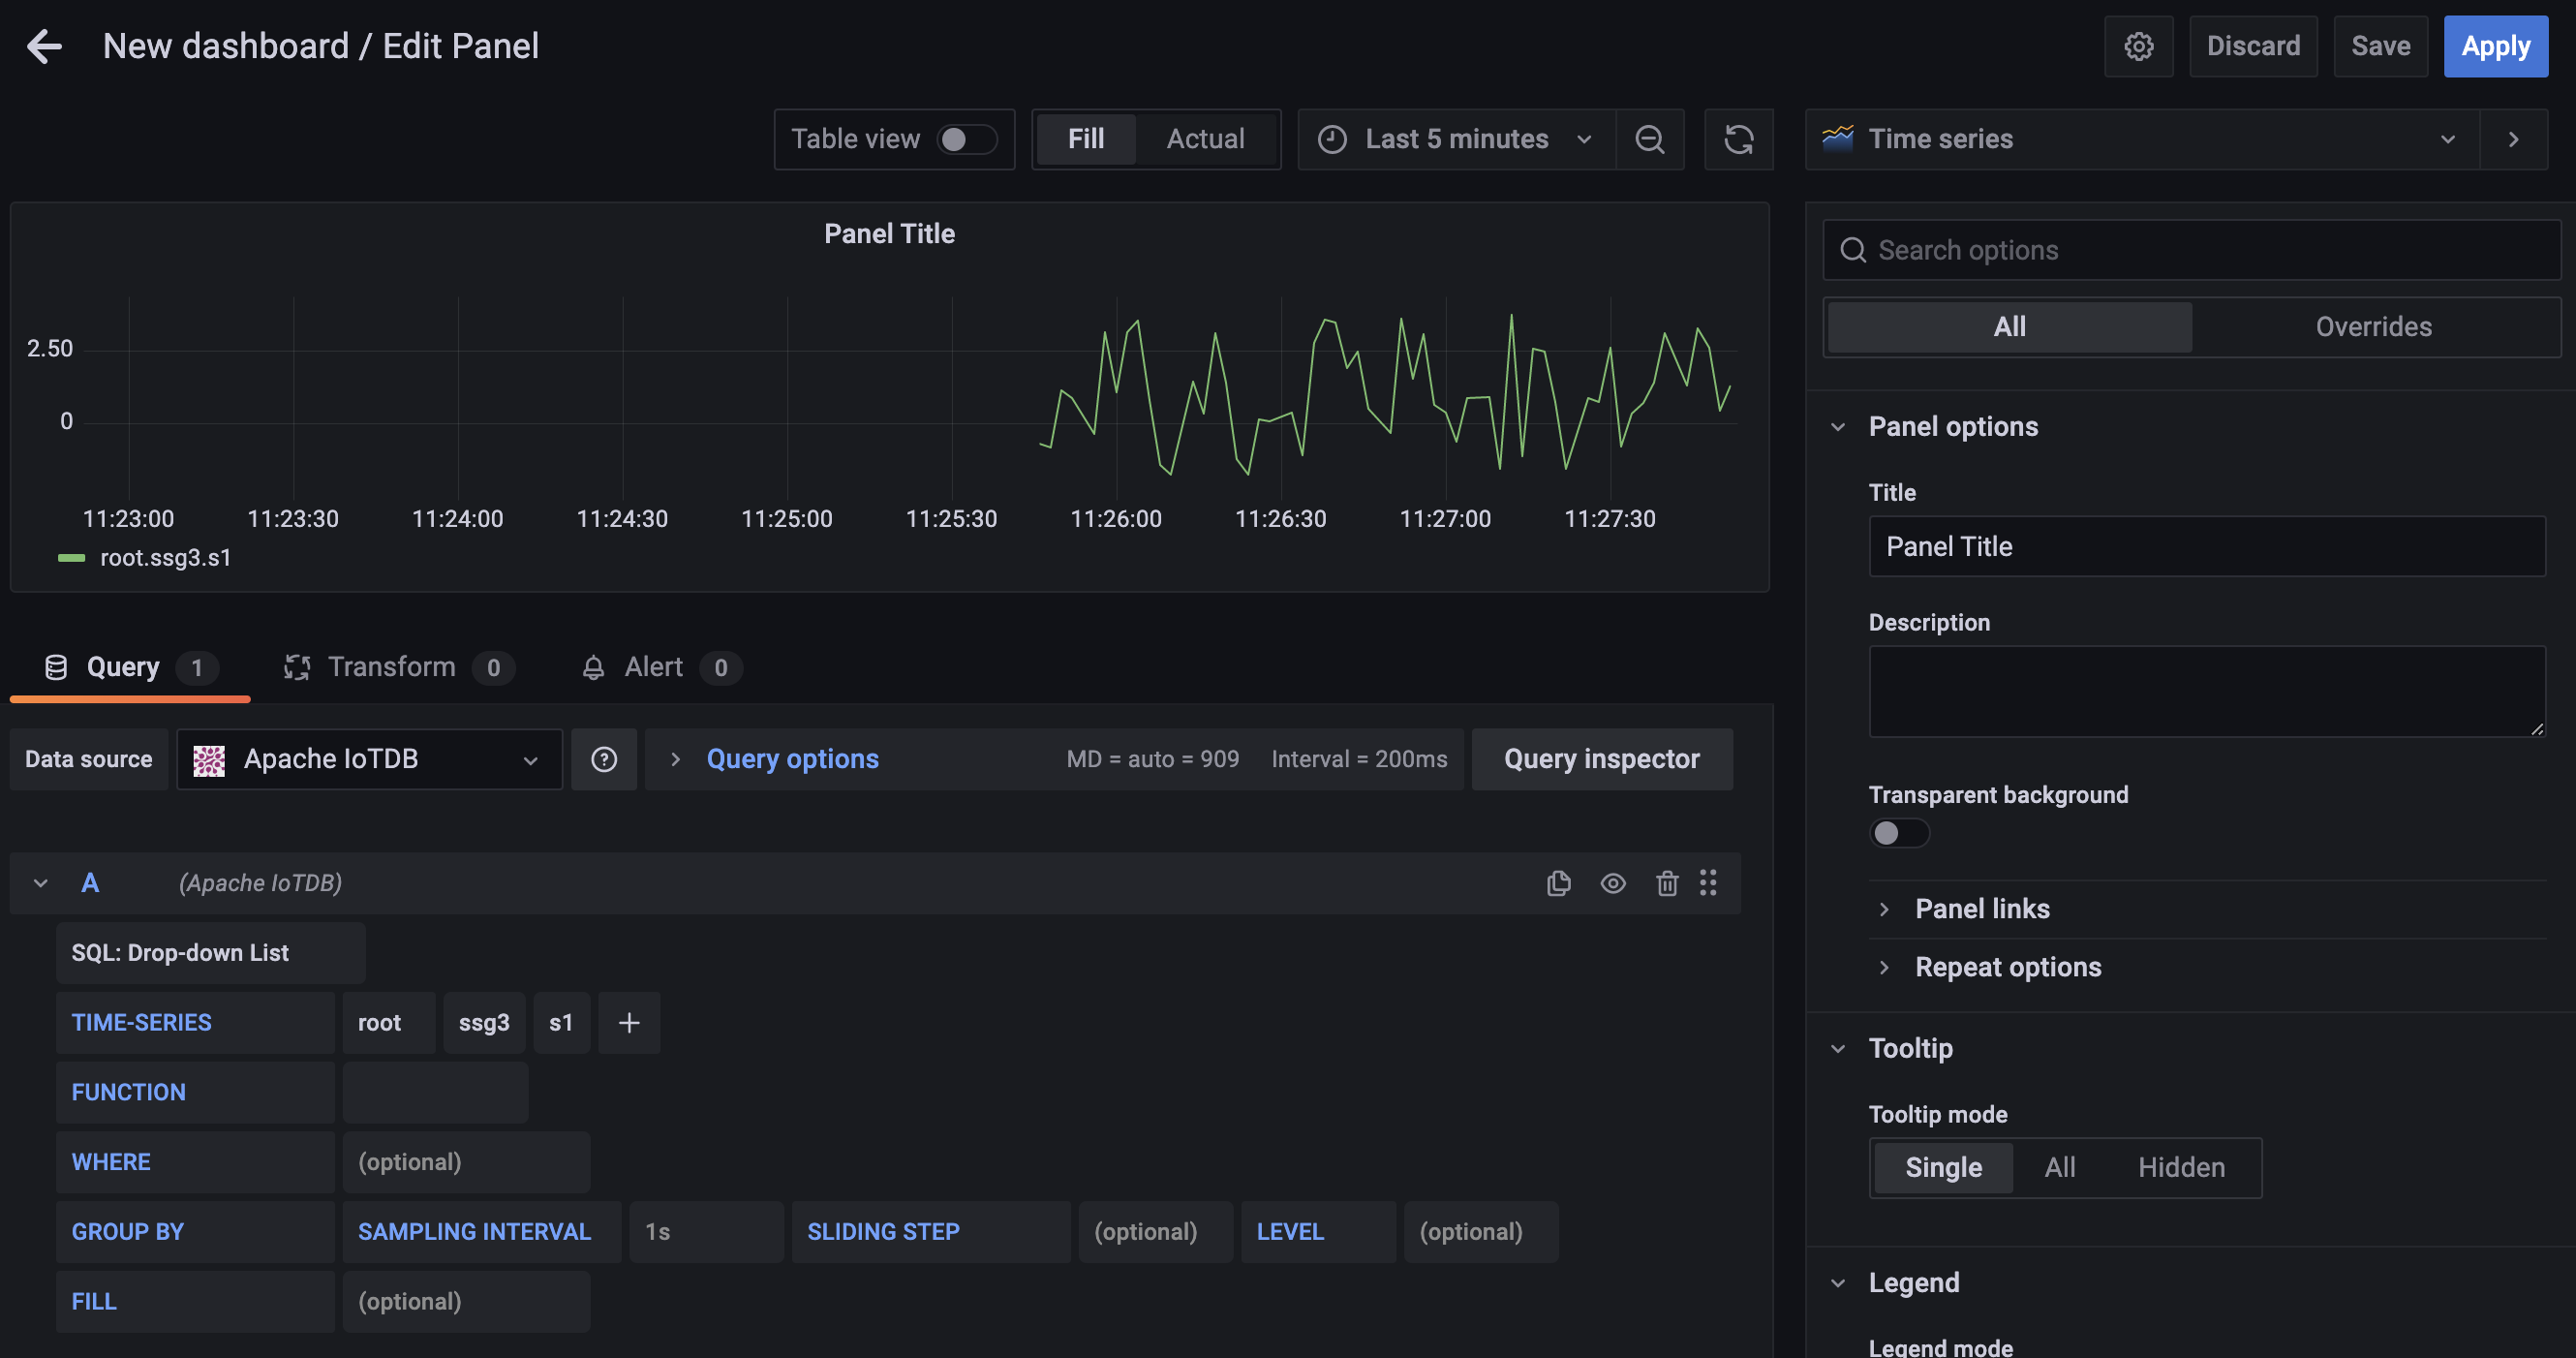 New dashboard / Edit Panel
Discard
Save
Apply
Table view
Fill
Actual
Last 5 minutes
Time series
Panel Title
2.50
0
11:23:00 11:23:30 11:24:00 11:24:30 11:25:00 11:25:30 11:26:00 11:26:30 11:27:00 11:27:30
root.ssg3.s1
Query 1
Transform 0
Alert 0
Data source
Apache IoTDB
Query options
MD = auto = 909
Interval = 200ms
Query inspector
A
(Apache IoTDB)
SQL: Drop-down List
TIME-SERIES root ssg3 s1 +
FUNCTION
WHERE (optional)
GROUP BY SAMPLING INTERVAL 1s SLIDING STEP (optional) LEVEL (optional)
FILL (optional)
Search options
All
Overrides
Panel options
Title
Panel Title
Description
Transparent background
Panel links
Repeat options
Tooltip
Tooltip mode
Single
All
Hidden
Legend
Legend mode